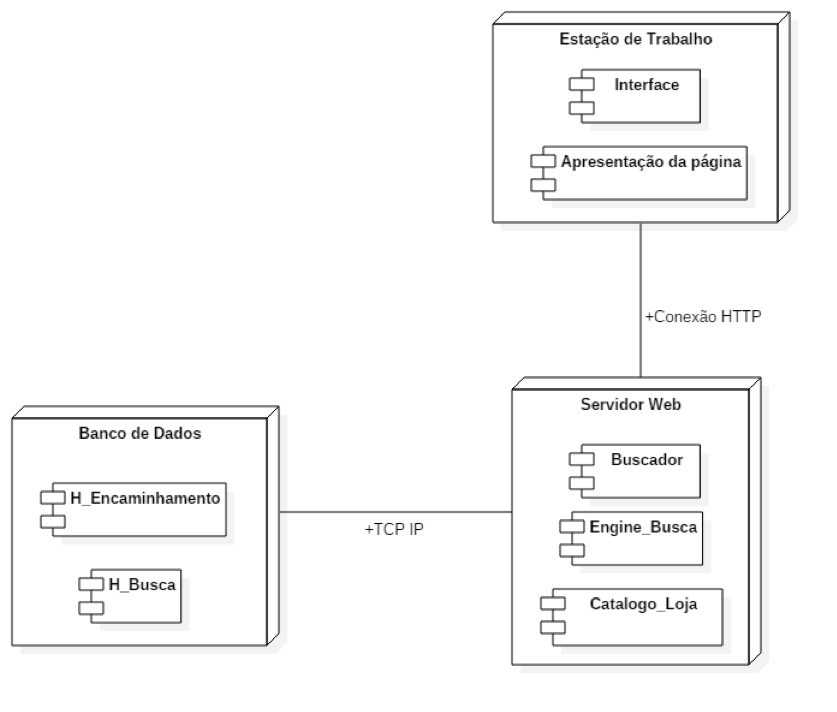 Estação de Trabalho
Interface
Apresentação da página
+Conexão HTTP
Servidor Web
Buscador
Engine_Busca
Catalogo_Loja
+TCP IP
Banco de Dados
H_Encaminhamento
H_Busca